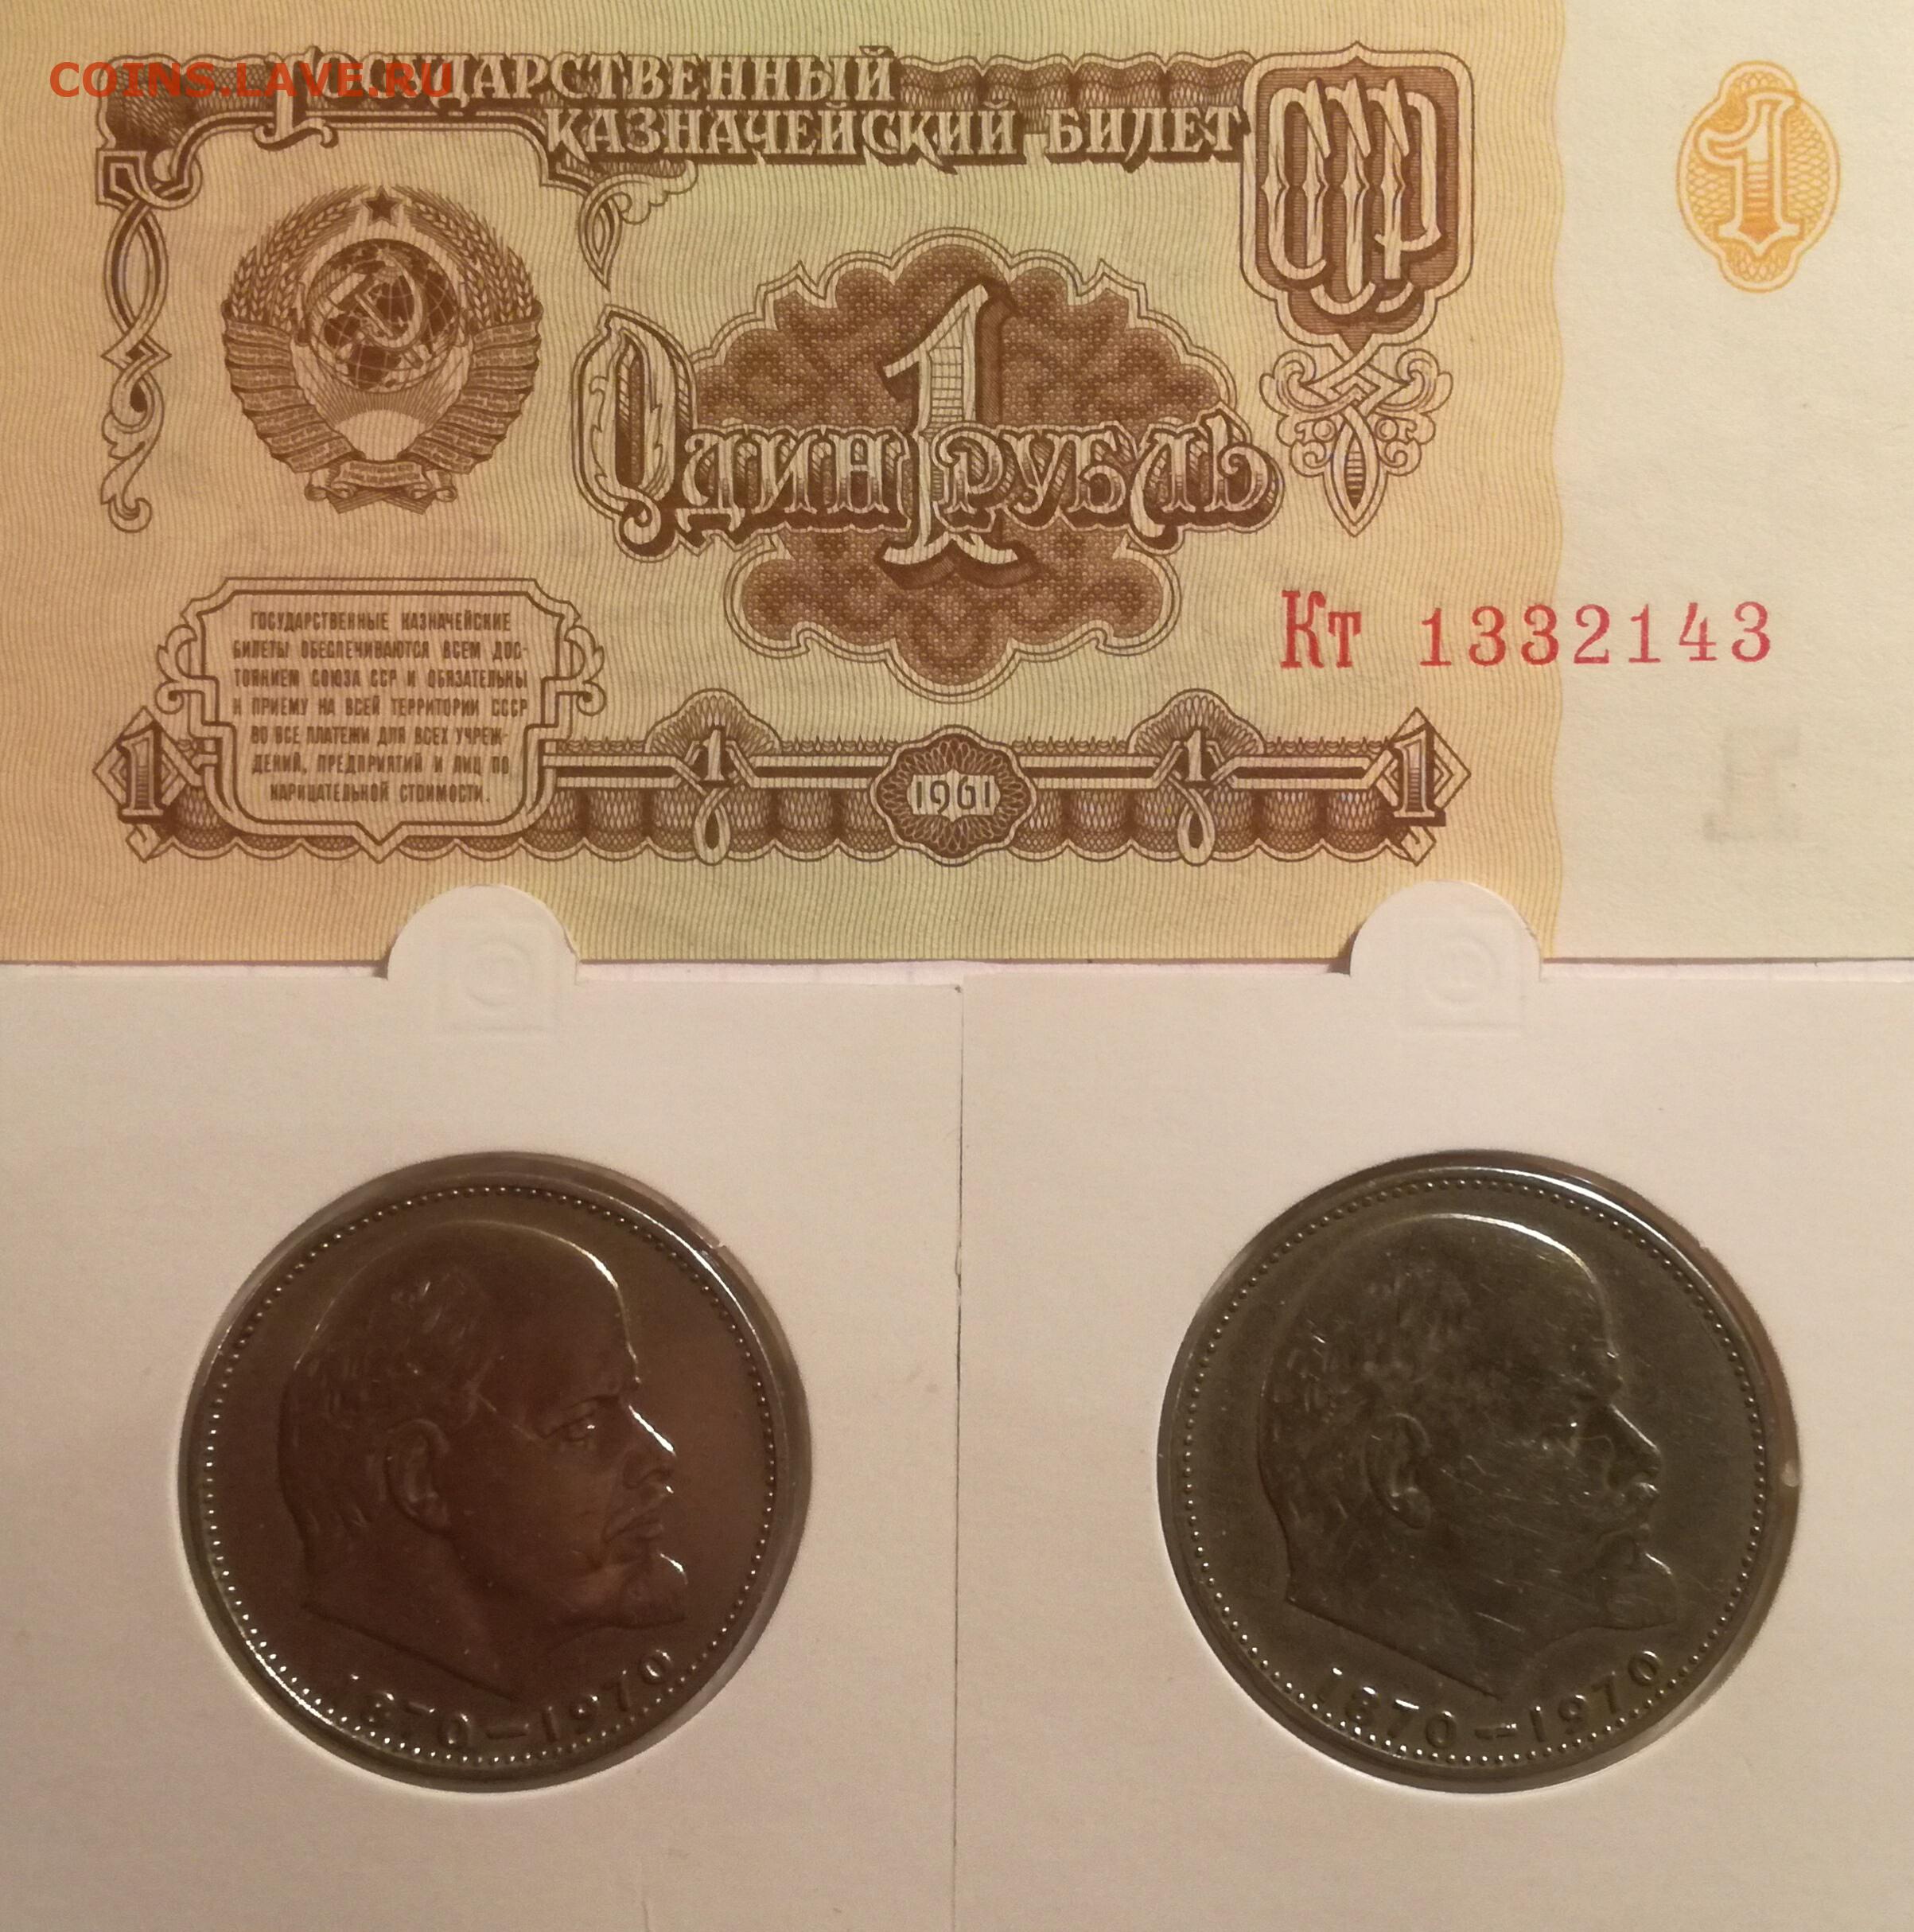 COINS.LAVE.RU
ГОСУДАРСТВЕННЫЙ
КАЗНАЧЕЙСКИЙ БИЛЕТ
СССР
1
1
ОДИН РУБЛЬ
Кт 1332143
ГОСУДАРСТВЕННЫЕ КАЗНАЧЕЙСКИЕ
БИЛЕТЫ ОБЕСПЕЧИВАЮТСЯ ВСЕМ ДОС-
ТОЯНИЕМ СОЮЗА ССР И ОБЯЗАТЕЛЬНЫ
К ПРИЕМУ НА ВСЕЙ ТЕРРИТОРИИ СССР
ВО ВСЕ ПЛАТЕЖИ ДЛЯ ВСЕХ УЧРЕЖ-
ДЕНИЙ, ПРЕДПРИЯТИЙ И ЛИЦ ПО
НАРИЦАТЕЛЬНОЙ СТОИМОСТИ.
1 1 1961 1 1
1870–1970
1870–1970